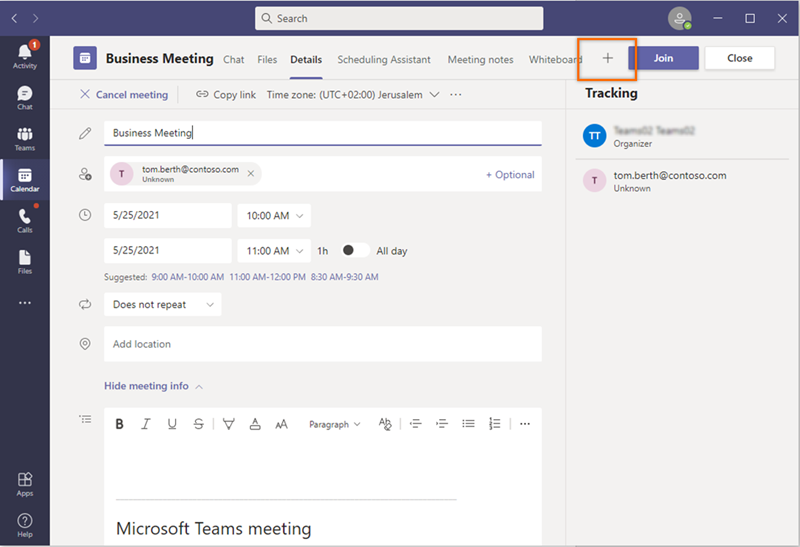 Search
1
Activity
Chat
Teams
Calendar
Calls
Files
Apps
Help
Business Meeting Chat Files Details Scheduling Assistant Meeting notes Whiteboard Join Close
Cancel meeting Copy link Time zone: (UTC+02:00) Jerusalem
Business Meeting
T tom.berth@contoso.com
Unknown
+ Optional
5/25/2021 10:00 AM
5/25/2021 11:00 AM 1h All day
Suggested: 9:00 AM-10:00 AM 11:00 AM-12:00 PM 8:30 AM-9:30 AM
Does not repeat
Add location
Hide meeting info
B I U S A AA Paragraph Ab
Microsoft Teams meeting
Tracking
TT Teams02 Teams02
Organizer
T tom.berth@contoso.com
Unknown